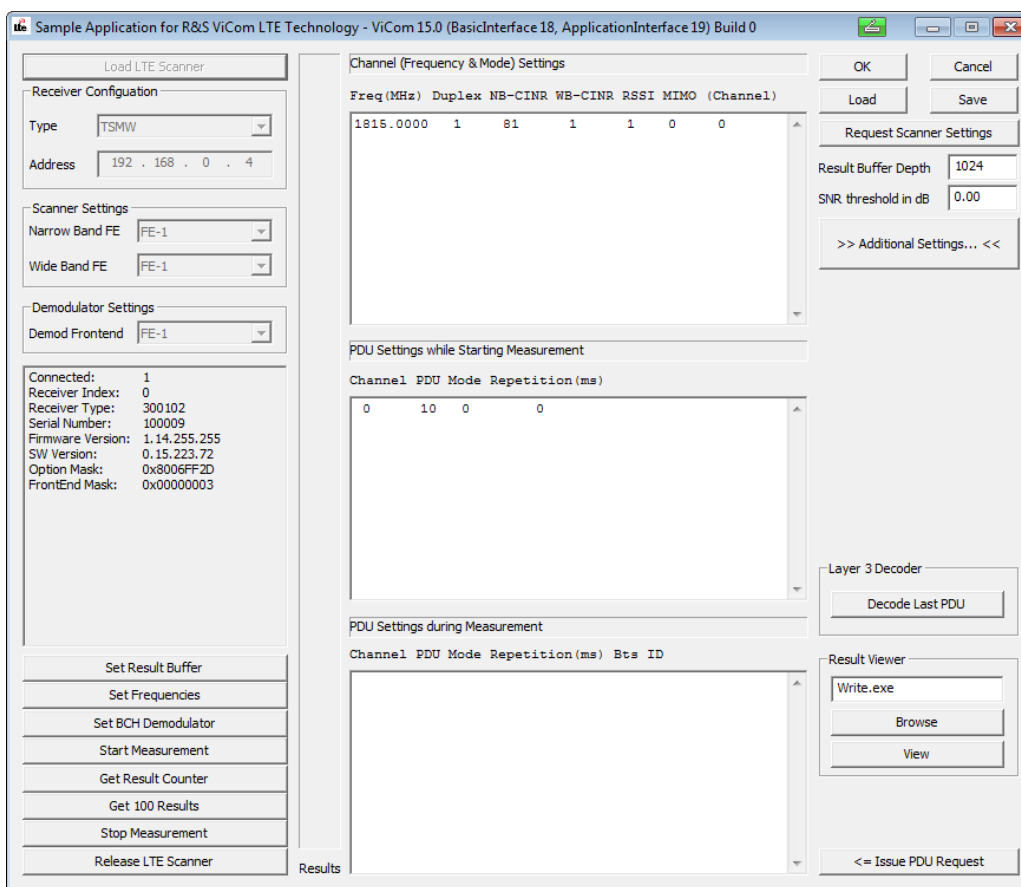 LTE Sample Application for R&S ViCom LTE Technology - ViCom 15.0 (BasicInterface 18, ApplicationInterface 19) Build 0
Load LTE Scanner
Receiver Configuation
Type TSMW
Address 192 . 168 . 0 . 4
Scanner Settings
Narrow Band FE FE-1
Wide Band FE FE-1
Demodulator Settings
Demod Frontend FE-1
Connected: 1
Receiver Index: 0
Receiver Type: 300102
Serial Number: 100009
Firmware Version: 1.14.255.255
SW Version: 0.15.223.72
Option Mask: 0x8006FF2D
FrontEnd Mask: 0x00000003
Set Result Buffer
Set Frequencies
Set BCH Demodulator
Start Measurement
Get Result Counter
Get 100 Results
Stop Measurement
Release LTE Scanner
Results
Channel (Frequency & Mode) Settings
Freq(MHz) Duplex NB-CINR WB-CINR RSSI MIMO (Channel)
1815.0000 1 81 1 1 0 0
PDU Settings while Starting Measurement
Channel PDU Mode Repetition(ms)
0 10 0 0
PDU Settings during Measurement
Channel PDU Mode Repetition(ms) Bts ID
OK Cancel
Load Save
Request Scanner Settings
Result Buffer Depth 1024
SNR threshold in dB 0.00
>> Additional Settings... <<
Layer 3 Decoder
Decode Last PDU
Result Viewer
Write.exe
Browse
View
<= Issue PDU Request